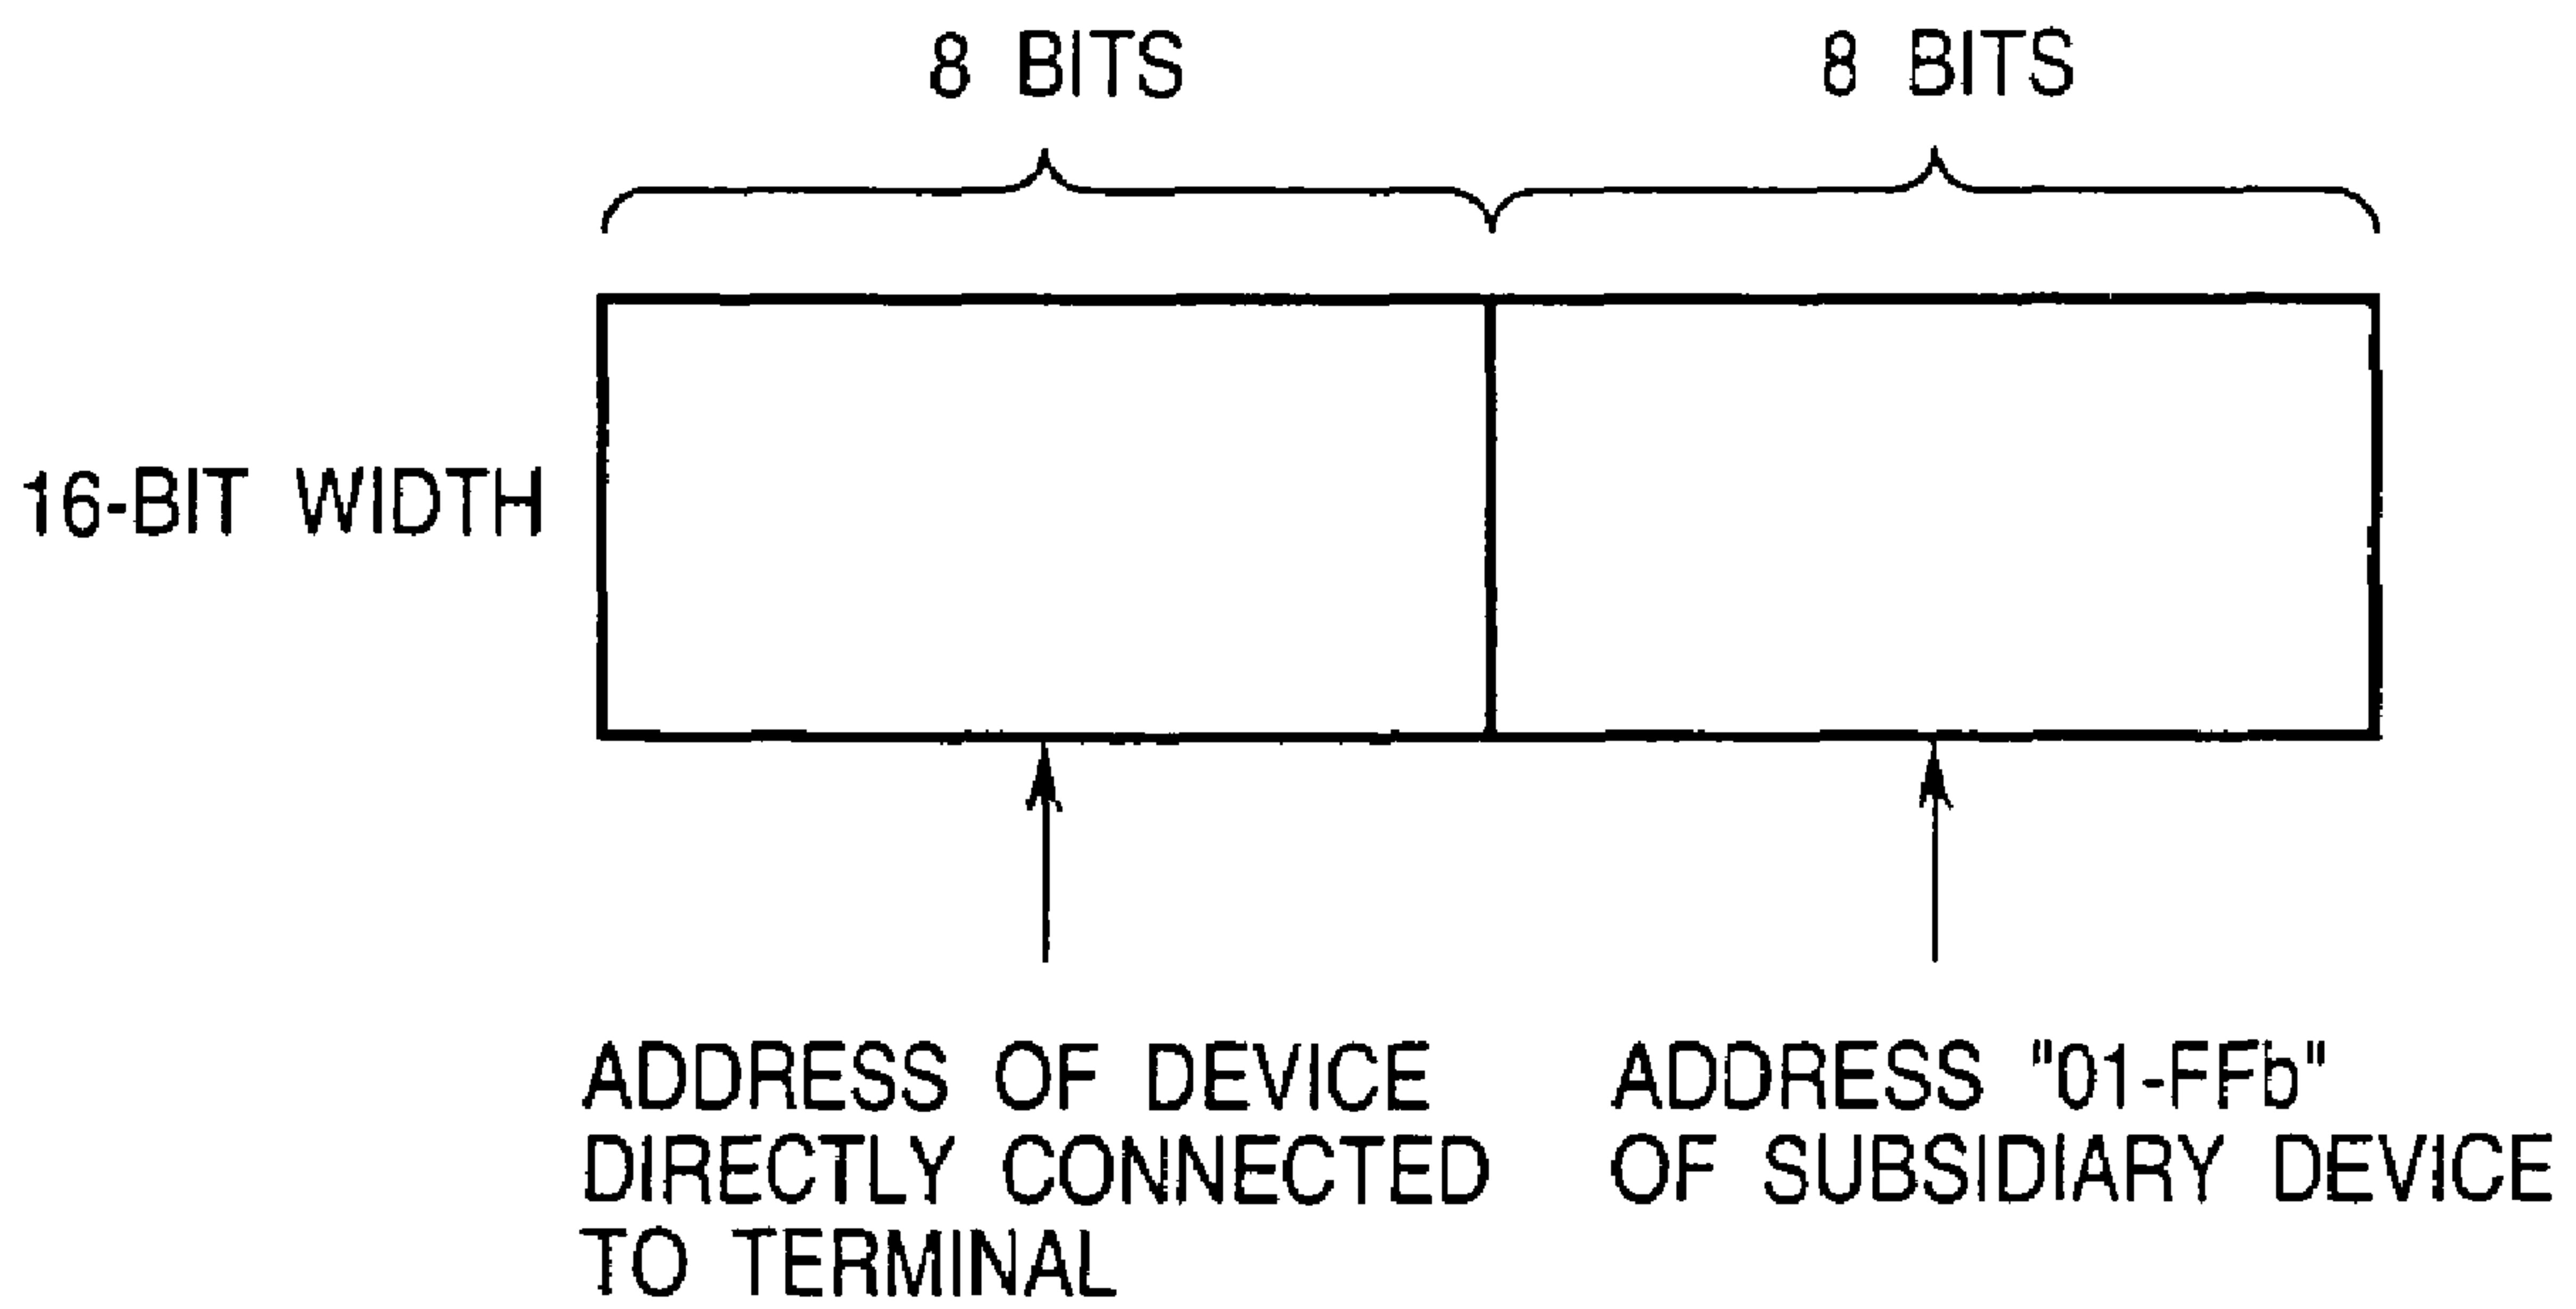 8 BITS 8 BITS
16-BIT WIDTH
ADDRESS OF DEVICE
DIRECTLY CONNECTED
TO TERMINAL
ADDRESS "01-FFb"
OF SUBSIDIARY DEVICE